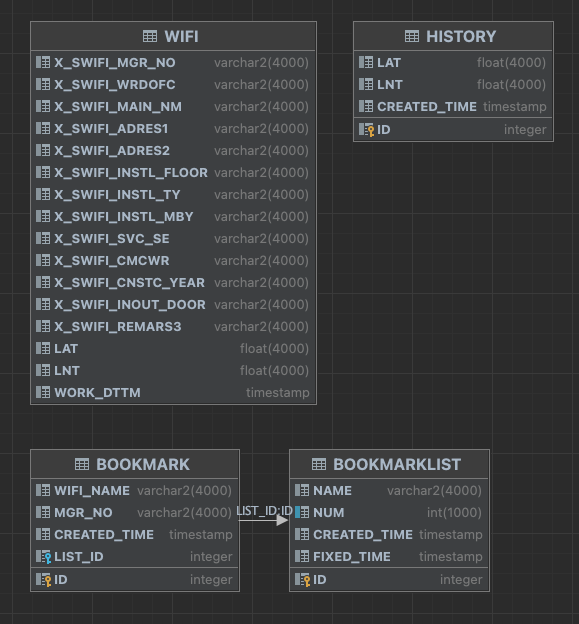 WIFI
X_SWIFI_MGR_NO varchar2(4000)
X_SWIFI_WRDOFC varchar2(4000)
X_SWIFI_MAIN_NM varchar2(4000)
X_SWIFI_ADRES1 varchar2(4000)
X_SWIFI_ADRES2 varchar2(4000)
X_SWIFI_INSTL_FLOOR varchar2(4000)
X_SWIFI_INSTL_TY varchar2(4000)
X_SWIFI_INSTL_MBY varchar2(4000)
X_SWIFI_SVC_SE varchar2(4000)
X_SWIFI_CMCWR varchar2(4000)
X_SWIFI_CNSTC_YEAR varchar2(4000)
X_SWIFI_INOUT_DOOR varchar2(4000)
X_SWIFI_REMARS3 varchar2(4000)
LAT float(4000)
LNT float(4000)
WORK_DTTM timestamp
HISTORY
LAT float(4000)
LNT float(4000)
CREATED_TIME timestamp
ID integer
BOOKMARK
WIFI_NAME varchar2(4000)
MGR_NO varchar2(4000)
CREATED_TIME timestamp
LIST_ID integer
ID integer
LIST_ID:ID
BOOKMARKLIST
NAME varchar2(4000)
NUM int(1000)
CREATED_TIME timestamp
FIXED_TIME timestamp
ID integer